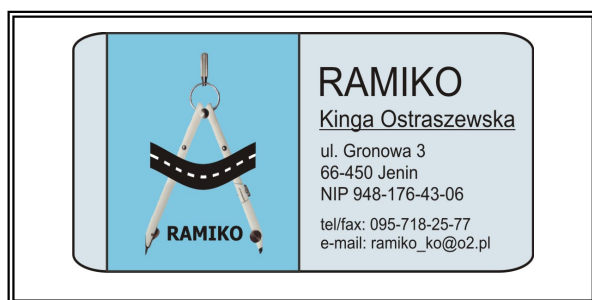 RAMIKO
RAMIKO
Kinga Ostraszewska
ul. Gronowa 3
66-450 Jenin
NIP 948-176-43-06
tel/fax: 095-718-25-77
e-mail: ramiko_ko@o2.pl